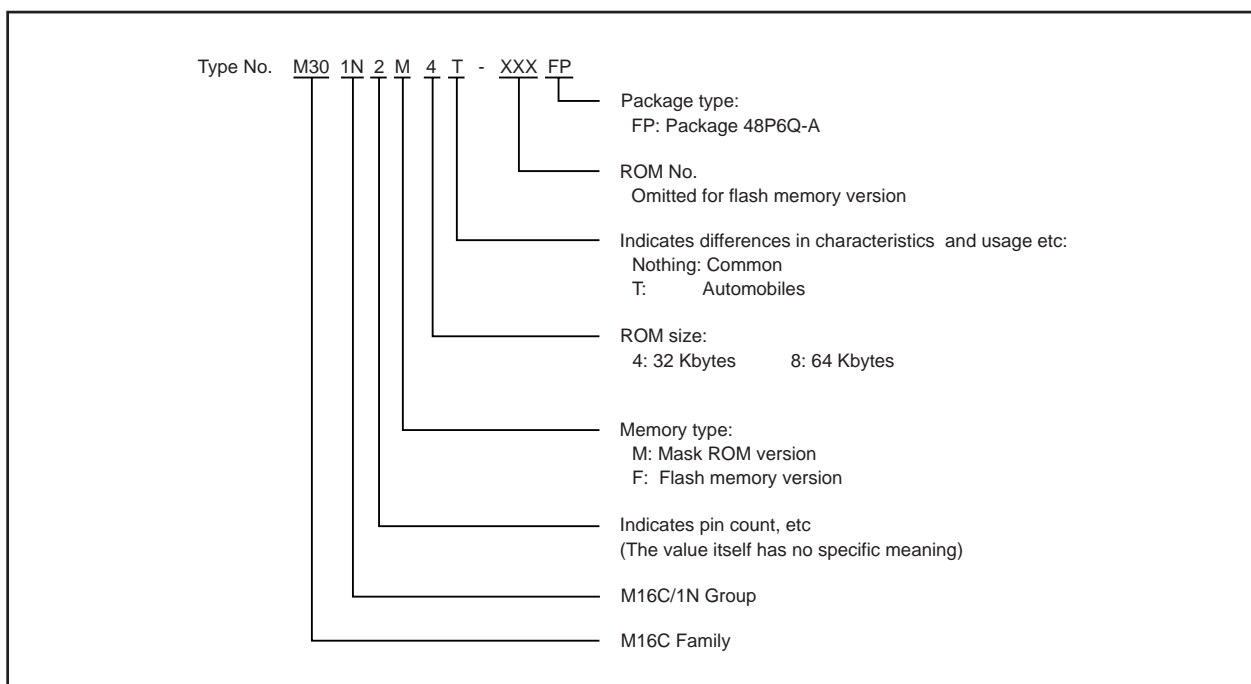 Type No. M30 1N 2 M 4 T - XXX FP
Package type:
FP: Package 48P6Q-A
ROM No.
Omitted for flash memory version
Indicates differences in characteristics and usage etc:
Nothing: Common
T: Automobiles
ROM size:
4: 32 Kbytes 8: 64 Kbytes
Memory type:
M: Mask ROM version
F: Flash memory version
Indicates pin count, etc
(The value itself has no specific meaning)
M16C/1N Group
M16C Family